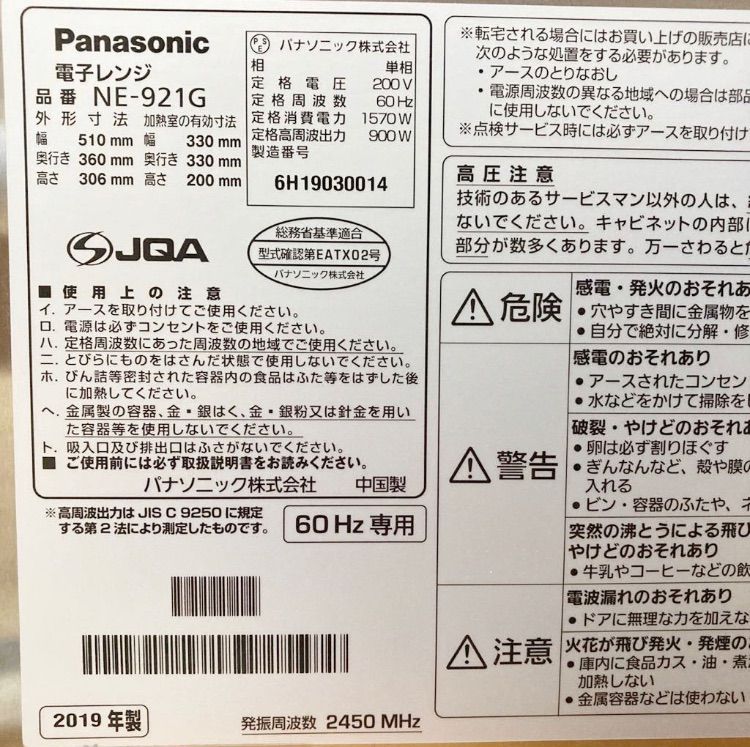 Panasonic
電子レンジ
品番 NE-921G
外形寸法 加熱室の有効寸法
幅 510 mm 幅 330 mm
奥行き 360 mm 奥行き 330 mm
高さ 306 mm 高さ 200 mm
PSE パナソニック株式会社
相 単相
定格電圧 200V
定格周波数 60Hz
定格消費電力 1570W
定格高周波出力 900W
製造番号
6H19030014
JQA
総務省基準適合
型式確認第EATX02号
パナソニック株式会社
■使用上の注意
イ. アースを取り付けてご使用ください。
ロ. 電源は必ずコンセントをご使用ください。
ハ. 定格周波数にあった周波数の地域でご使用ください。
ニ. とびらにものをはさんだ状態で使用しないでください。
ホ. びん詰等密封された容器内の食品はふた等をはずした後
に加熱してください。
ヘ. 金属製の容器、金・銀はく、金・銀粉又は針金を用い
た容器等を使用しないでください。
ト. 吸入口及び排出口はふさがないでください。
■ご使用前には必ず取扱説明書をお読みください。
パナソニック株式会社 中国製
※高周波出力は JIS C 9250 に規定
する第2法により測定したものです。
60Hz 専用
2019年製
発振周波数 2450 MHz
※転宅される場合にはお買い上げの販売店に
次のような処置をする必要があります。
・アースのとりなおし
・電源周波数の異なる地域への場合は部品
に使用しないでください。
※点検サービス時には必ずアースを取り付け
高圧注意
技術のあるサービスマン以外の人は、
ないでください。キャビネットの内部に
部分が数多くあります。万一さわると
危険
感電・発火のおそれあ
●穴やすき間に金属物を
●自分で絶対に分解・修
警告
感電のおそれあり
●アースされたコンセン
●水などをかけて掃除を
破裂・やけどのおそれあ
●卵は必ず割りほぐす
●ぎんなんなど、殻や膜の
入れる
●ビン・容器のふたや、
突然の沸とうによる飛び
やけどのおそれあり
●牛乳やコーヒーなどの飲
注意
電波漏れのおそれあり
●ドアに無理な力を加えな
火花が飛び発火・発煙のお
●庫内に食品カス・油・煮
加熱しない
●金属容器などは使わない